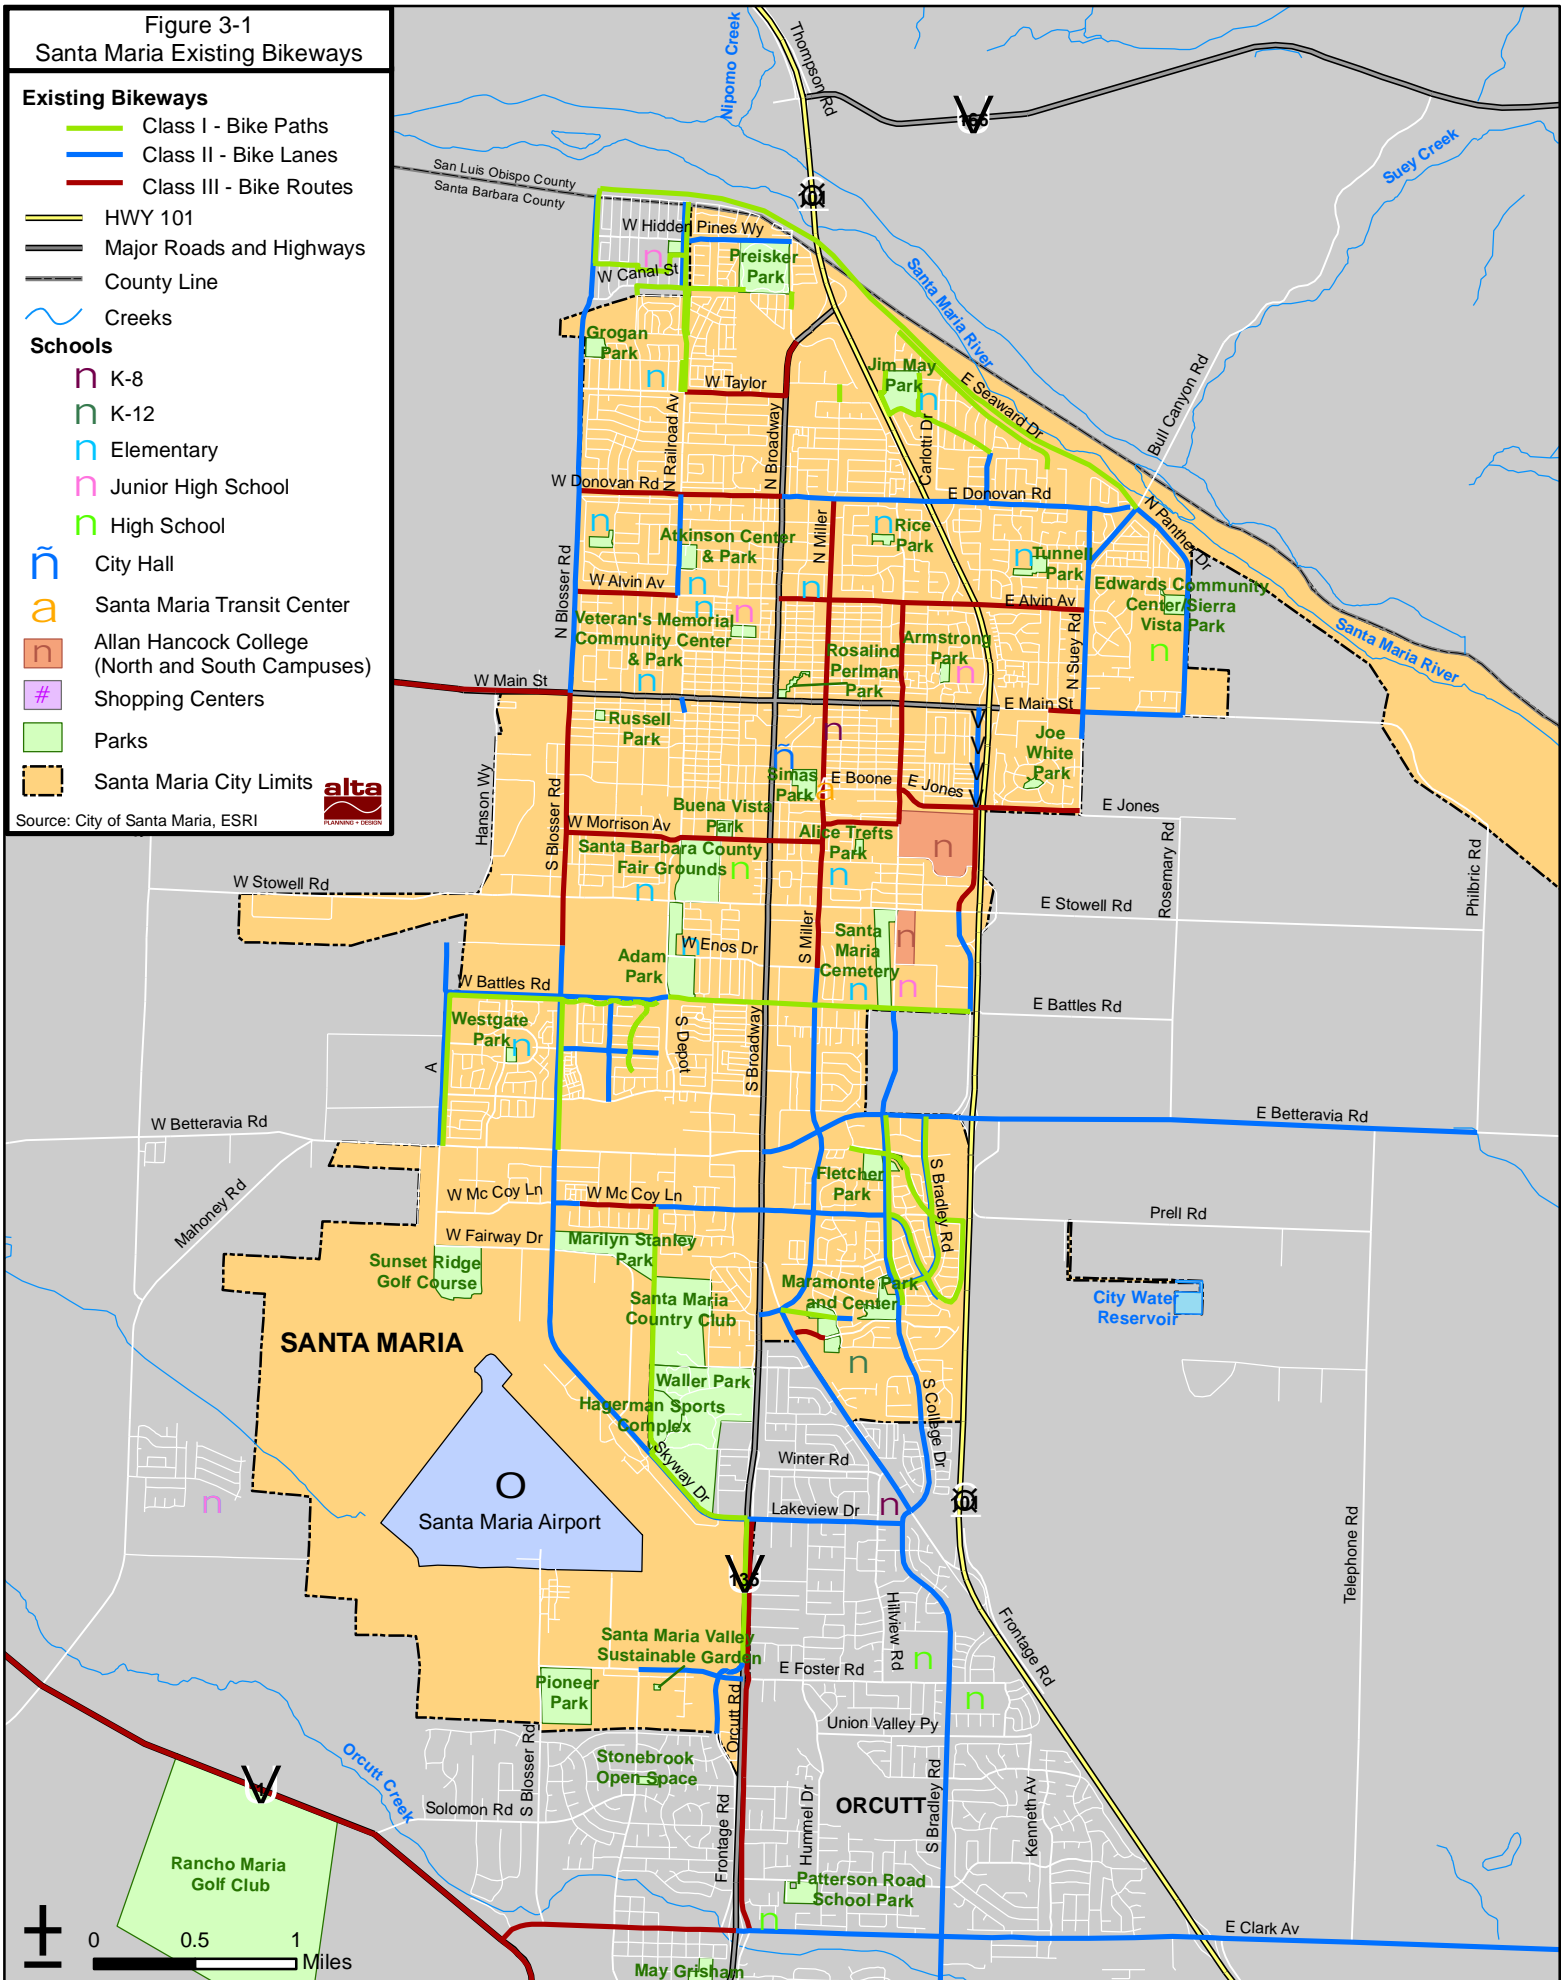 Figure 3-1
Santa Maria Existing Bikeways
Existing Bikeways
Class I - Bike Paths
Class II - Bike Lanes
Class III - Bike Routes
HWY 101
Major Roads and Highways
County Line
Creeks
Schools
n K-8
n K-12
n Elementary
n Junior High School
n High School
ñ City Hall
a Santa Maria Transit Center
n Allan Hancock College
(North and South Campuses)
# Shopping Centers
Parks
Santa Maria City Limits
alta
PLANNING + DESIGN
Source: City of Santa Maria, ESRI
Nipomo Creek
Thompson Rd
Suey Creek
San Luis Obispo County
Santa Barbara County
101
W Hidden Pines Wy
Preisker
Park
W Canal St
Santa Maria River
Grogan
Park
Jim May
Park
W Taylor
E Seaward Dr
Bull Canyon Rd
N Railroad Av
N Broadway
Carlotti Dr
W Donovan Rd
E Donovan Rd
N Panther Dr
N Miller
Rice
Park
Atkinson Center
& Park
Tunnell
Park
N Blosser Rd
W Alvin Av
E Alvin Av
Edwards Community
Center/Sierra
Vista Park
Veteran's Memorial
Community Center
& Park
Armstrong
Park
Rosalind
Perlman
Park
N Suey Rd
Santa Maria River
W Main St
E Main St
Russell
Park
Joe
White
Park
ñ
Simas
Park
a
E Boone
E Jones
E Jones
Hanson Wy
S Blosser Rd
Buena Vista
Park
W Morrison Av
Alice Trefts
Park
Santa Barbara County
Fair Grounds
Rosemary Rd
Philbric Rd
W Stowell Rd
E Stowell Rd
S Miller
Santa
Maria
Cemetery
W Enos Dr
Adam
Park
W Battles Rd
E Battles Rd
Westgate
Park
A
S Depot
S Broadway
W Betteravia Rd
E Betteravia Rd
Mahoney Rd
Fletcher
Park
S Bradley Rd
W Mc Coy Ln
W Mc Coy Ln
Prell Rd
W Fairway Dr
Marilyn Stanley
Park
Sunset Ridge
Golf Course
Maramonte Park
and Center
Santa Maria
Country Club
City Water
Reservoir
SANTA MARIA
Waller Park
S College Dr
Hagerman Sports
Complex
Skyway Dr
Winter Rd
Lakeview Dr
101
O
Santa Maria Airport
Telephone Rd
135
Hillview Rd
Frontage Rd
Santa Maria Valley
Sustainable Garden
E Foster Rd
Pioneer
Park
Orcutt Rd
Union Valley Py
S Blosser Rd
Stonebrook
Open Space
Orcutt Creek
Solomon Rd
ORCUTT
Frontage Rd
Hummel Dr
S Bradley Rd
Kenneth Av
Rancho Maria
Golf Club
Patterson Road
School Park
E Clark Av
0 0.5 1
Miles
May Grisham